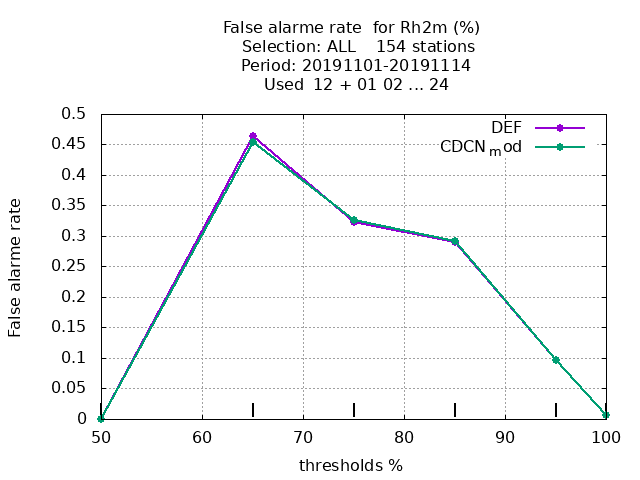 False alarme rate  for Rh2m (%)
Selection: ALL    154 stations
Period: 20191101-20191114
Used  12 + 01 02 ... 24
DEF
CDCN_mod
False alarme rate
0.5
0.45
0.4
0.35
0.3
0.25
0.2
0.15
0.1
0.05
0
50 60 70 80 90 100
thresholds %